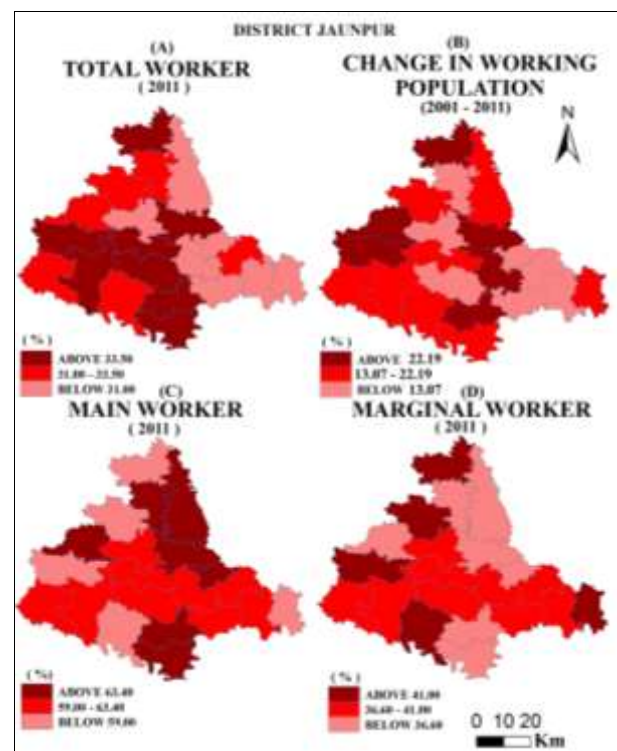 DISTRICT JAUNPUR
(A)
TOTAL WORKER
( 2011 )
(B)
CHANGE IN WORKING
POPULATION
(2001 - 2011)
N
( % )
ABOVE 33.50
31.00 - 33.50
BELOW 31.00
( % )
ABOVE 22.19
13.07 - 22.19
BELOW 13.07
(C)
MAIN WORKER
( 2011 )
(D)
MARGINAL WORKER
( 2011 )
(%)
ABOVE 63.40
59.00 - 63.40
BELOW 59.00
( % )
ABOVE 41.00
36.60 - 41.00
BELOW 36.60
0 10 20
Km